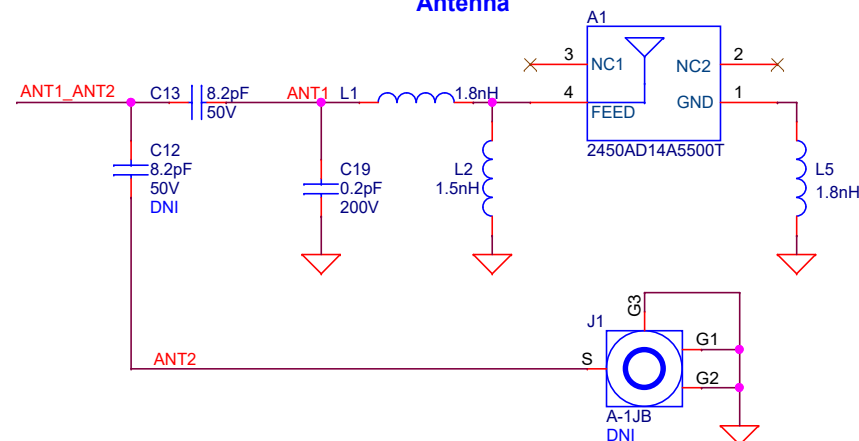 Antenna
A1
3
NC1
NC2
2
4
FEED
GND
1
2450AD14A5500T
ANT1_ANT2
C13
8.2pF
50V
ANT1
L1
1.8nH
C12
8.2pF
50V
DNI
C19
0.2pF
200V
L2
1.5nH
L5
1.8nH
ANT2
J1
S
G3
G1
G2
A-1JB
DNI